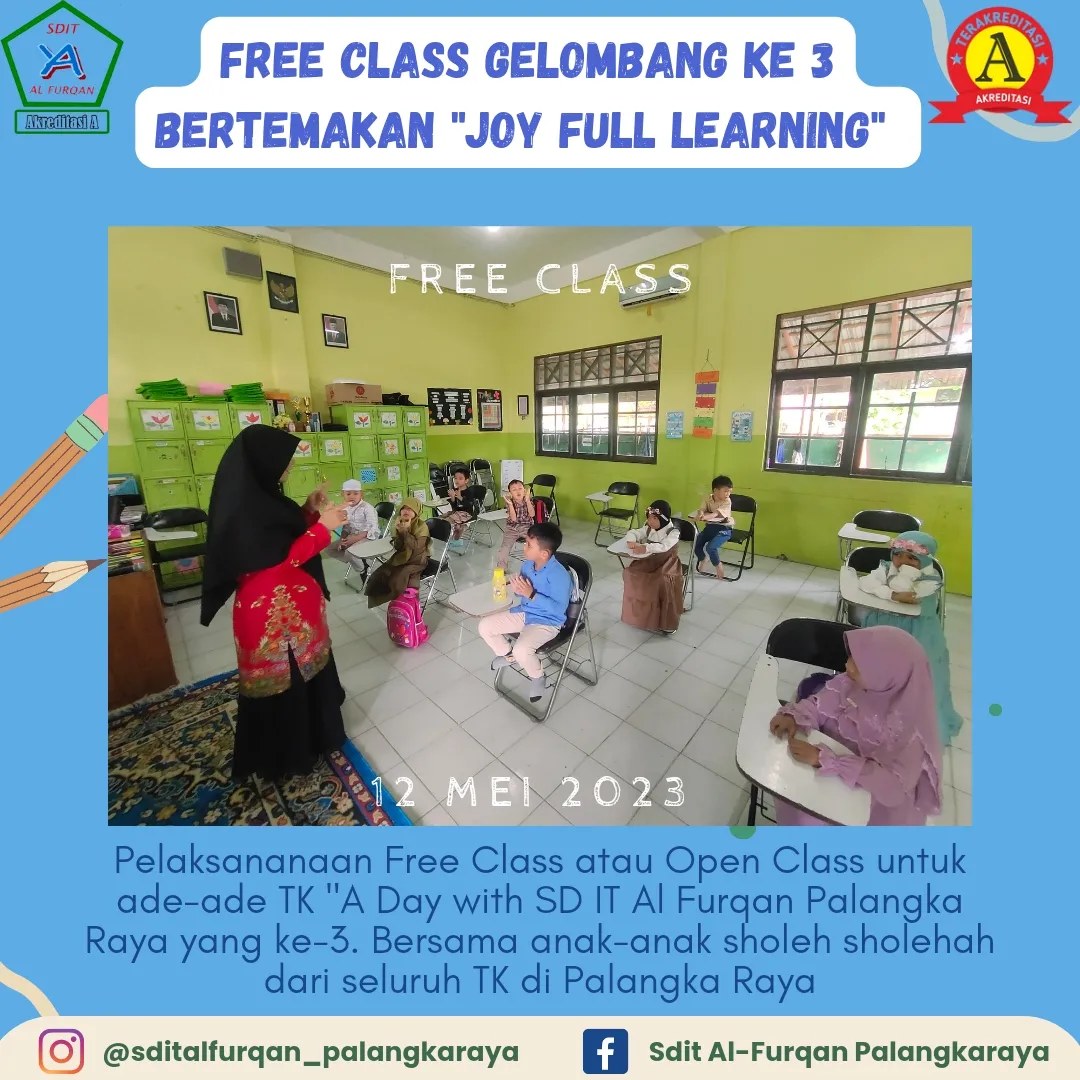 SDIT
YA
AL FURQAN
Akreditasi A
FREE CLASS GELOMBANG KE 3
BERTEMAKAN "JOY FULL LEARNING"
TERAKREDITASI
A
AKREDITASI
FREE CLASS
12 MEI 2023
Pelaksananaan Free Class atau Open Class untuk
ade-ade TK "A Day with SD IT Al Furqan Palangka
Raya yang ke-3. Bersama anak-anak sholeh sholehah
dari seluruh TK di Palangka Raya
@sditalfurqan_palangkaraya
Sdit Al-Furqan Palangkaraya